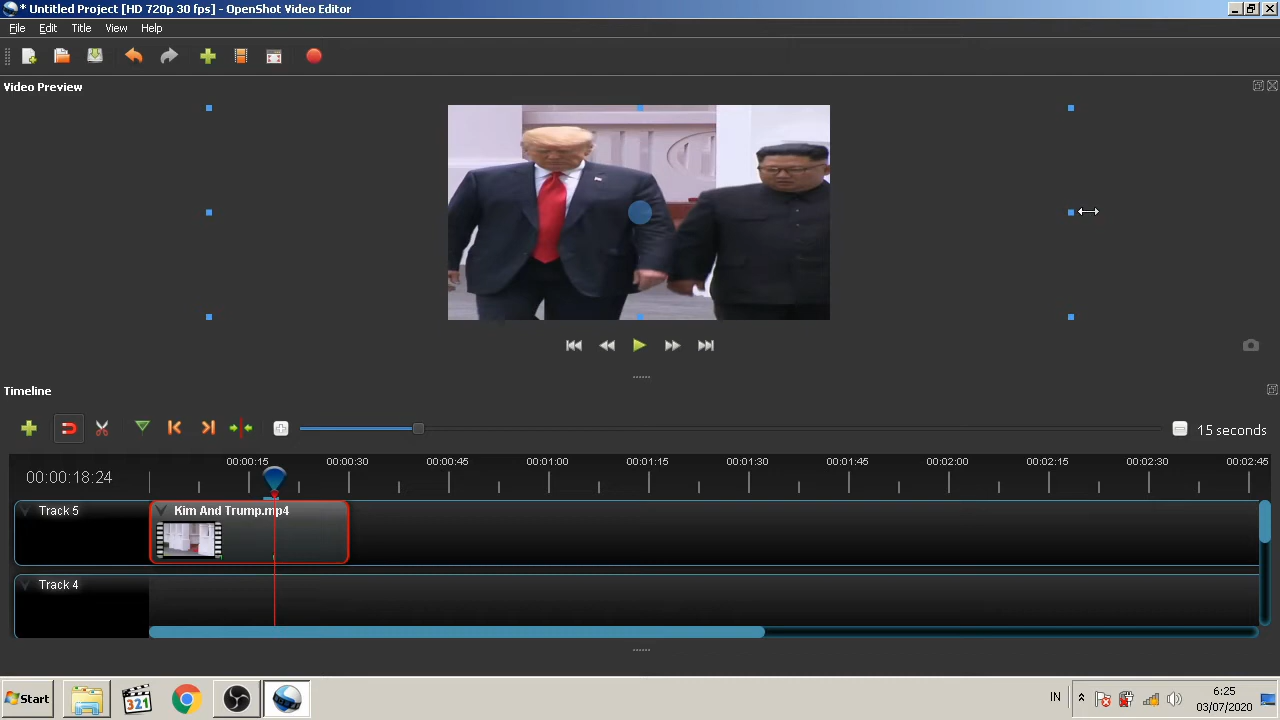 * Untitled Project [HD 720p 30 fps] - OpenShot Video Editor
File Edit Title View Help
Video Preview
Timeline
15 seconds
00:00:18:24
00:00:15 00:00:30 00:00:45 00:01:00 00:01:15 00:01:30 00:01:45 00:02:00 00:02:15 00:02:30 00:02:45
Track 5
Kim And Trump.mp4
Track 4
Start
321
IN
6:25
03/07/2020